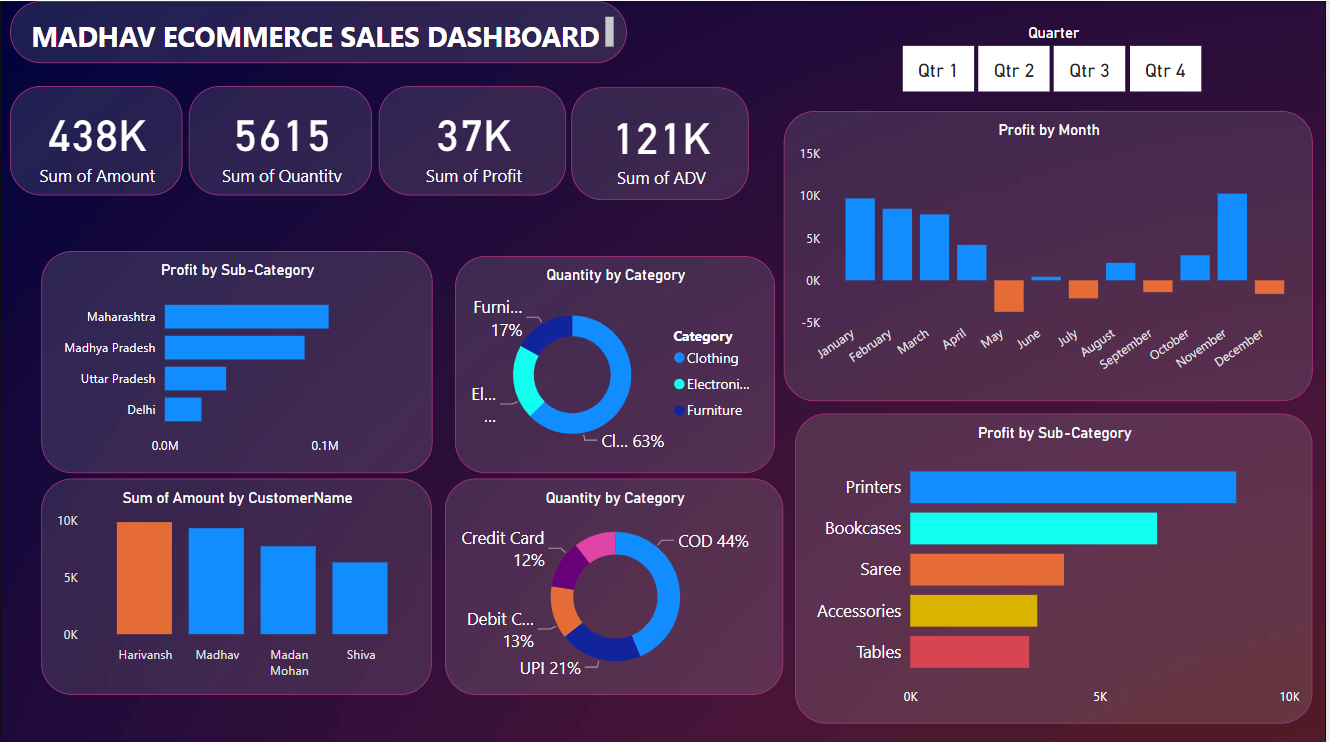 MADHAV ECOMMERCE SALES DASHBOARD
Quarter
Qtr 1
Qtr 2
Qtr 3
Qtr 4
438K
Sum of Amount
5615
Sum of Quantity
37K
Sum of Profit
121K
Sum of ADV
Profit by Month
15K
10K
5K
0K
-5K
January
February
March
April
May
June
July
August
September
October
November
December
Profit by Sub-Category
Maharashtra
Madhya Pradesh
Uttar Pradesh
Delhi
0.0M
0.1M
Quantity by Category
Furni...
17%
El...
...
Cl... 63%
Category
Clothing
Electroni...
Furniture
Sum of Amount by CustomerName
10K
5K
0K
Harivansh
Madhav
Madan
Mohan
Shiva
Quantity by Category
Credit Card
12%
COD 44%
Debit C...
13%
UPI 21%
Profit by Sub-Category
Printers
Bookcases
Saree
Accessories
Tables
0K
5K
10K